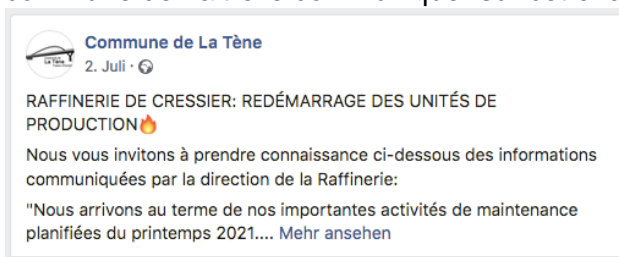 Commune de La Tène
2. Juli ·
RAFFINERIE DE CRESSIER: REDÉMARRAGE DES UNITÉS DE
PRODUCTION🔥
Nous vous invitons à prendre connaissance ci-dessous des informations
communiquées par la direction de la Raffinerie:
"Nous arrivons au terme de nos importantes activités de maintenance
planifiées du printemps 2021.... Mehr ansehen